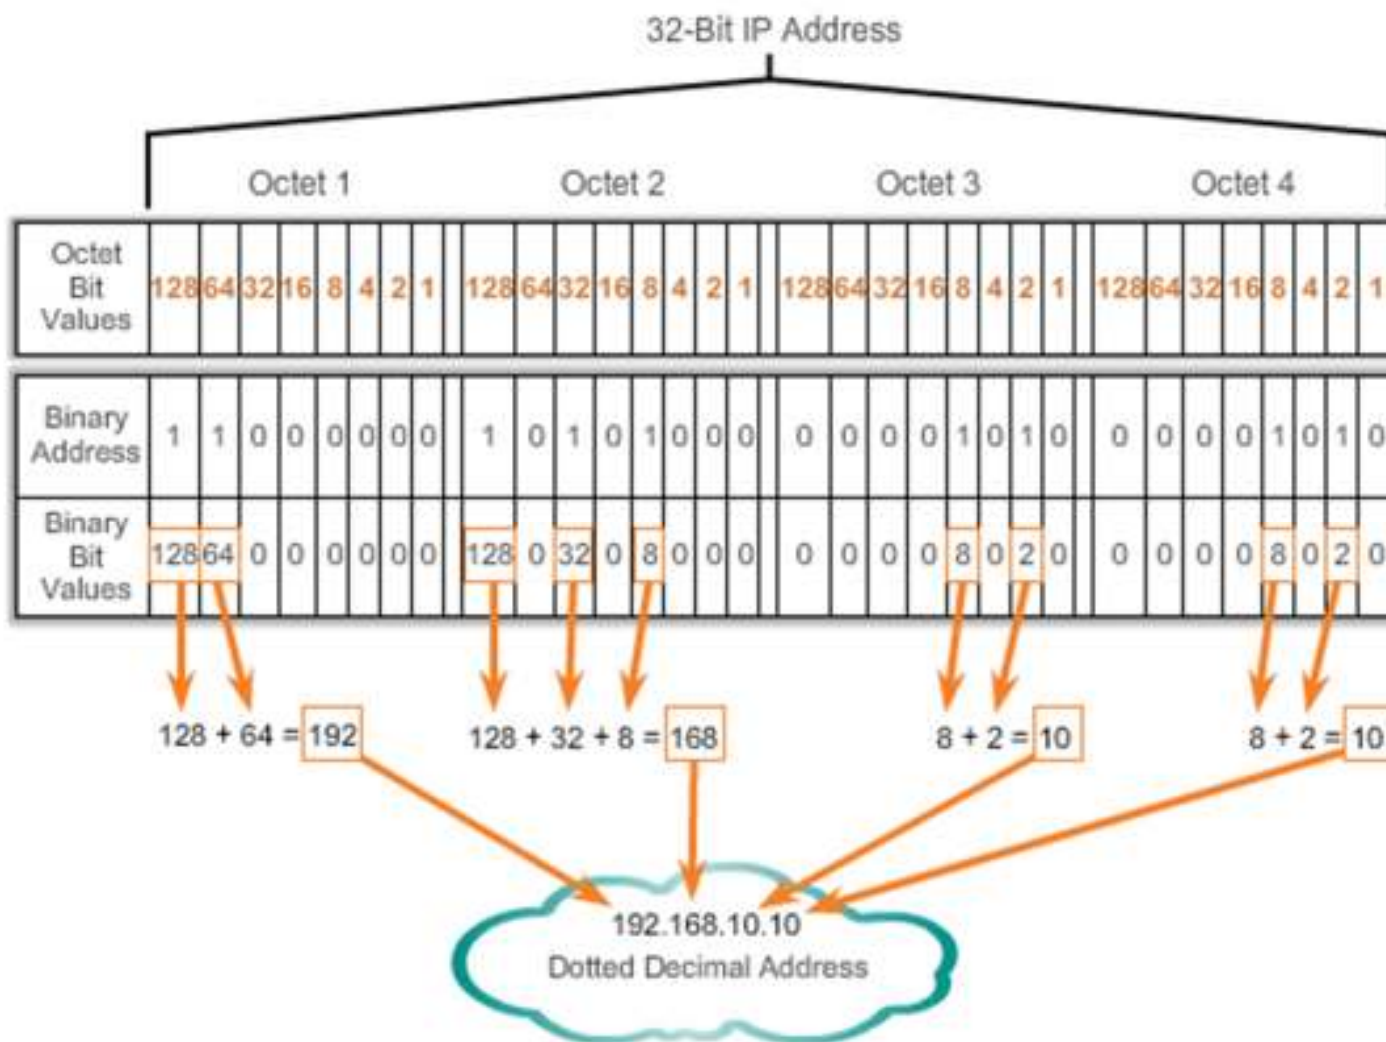 32-Bit IP Address
Octet 1 Octet 2 Octet 3 Octet 4
Octet
Bit
Values
128 64 32 16 8 4 2 1 128 64 32 16 8 4 2 1 128 64 32 16 8 4 2 1 128 64 32 16 8 4 2 1
Binary
Address
1 1 0 0 0 0 0 0 1 0 1 0 1 0 0 0 0 0 0 0 1 0 1 0 0 0 0 0 1 0 1 0
Binary
Bit
Values
128 64 0 0 0 0 0 0 128 0 32 0 8 0 0 0 0 0 0 0 8 0 2 0 0 0 0 0 8 0 2 0
128 + 64 = 192 128 + 32 + 8 = 168 8 + 2 = 10 8 + 2 = 10
192.168.10.10
Dotted Decimal Address